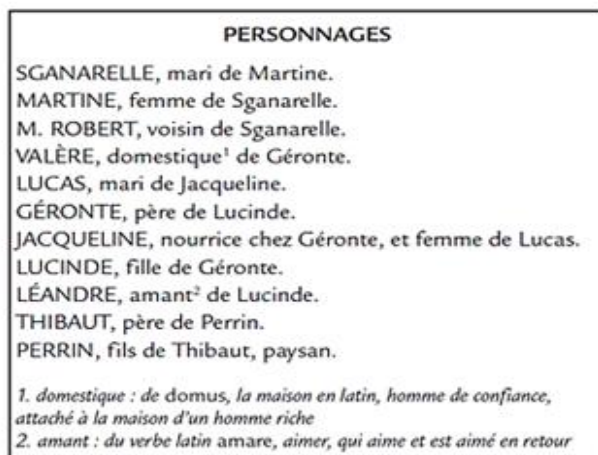 PERSONNAGES
SGANARELLE, mari de Martine.
MARTINE, femme de Sganarelle.
M. ROBERT, voisin de Sganarelle.
VALÈRE, domestique¹ de Géronte.
LUCAS, mari de Jacqueline.
GÉRONTE, père de Lucinde.
JACQUELINE, nourrice chez Géronte, et femme de Lucas.
LUCINDE, fille de Géronte.
LÉANDRE, amant² de Lucinde.
THIBAUT, père de Perrin.
PERRIN, fils de Thibaut, paysan.
1. domestique : de domus, la maison en latin, homme de confiance,
attaché à la maison d'un homme riche
2. amant : du verbe latin amare, aimer, qui aime et est aimé en retour